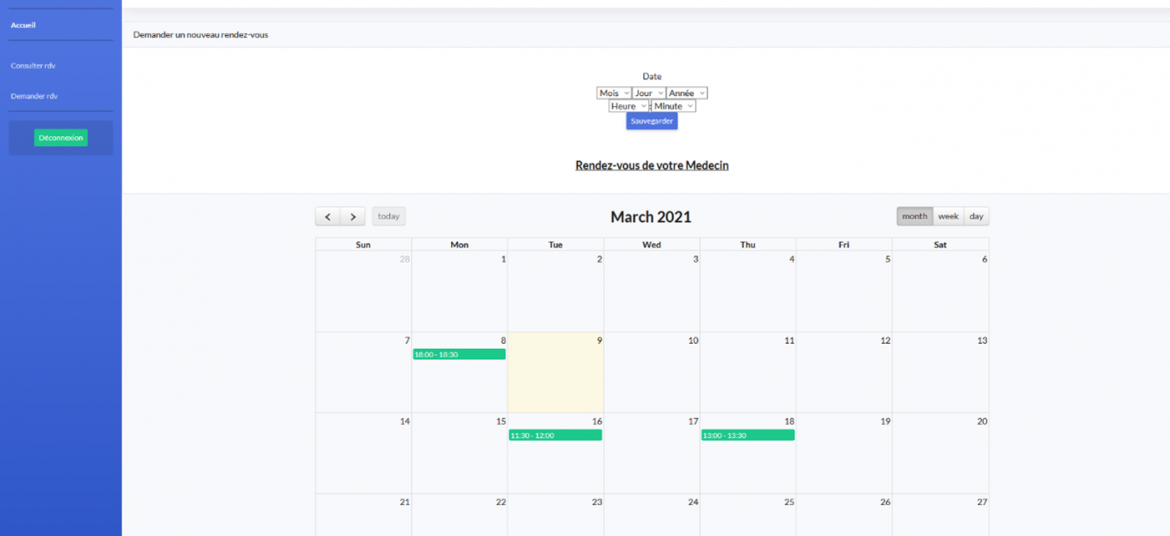 Accueil
Consulter rdv
Demander rdv
Déconnexion
Demander un nouveau rendez-vous
Date
Mois Jour Année
Heure : Minute
Sauvegarder
Rendez-vous de votre Medecin
today
March 2021
month week day
Sun Mon Tue Wed Thu Fri Sat
28 1 2 3 4 5 6
7 8 9 10 11 12 13
18:00 - 18:30
14 15 16 17 18 19 20
11:30 - 12:00 13:00 - 13:30
21 22 23 24 25 26 27